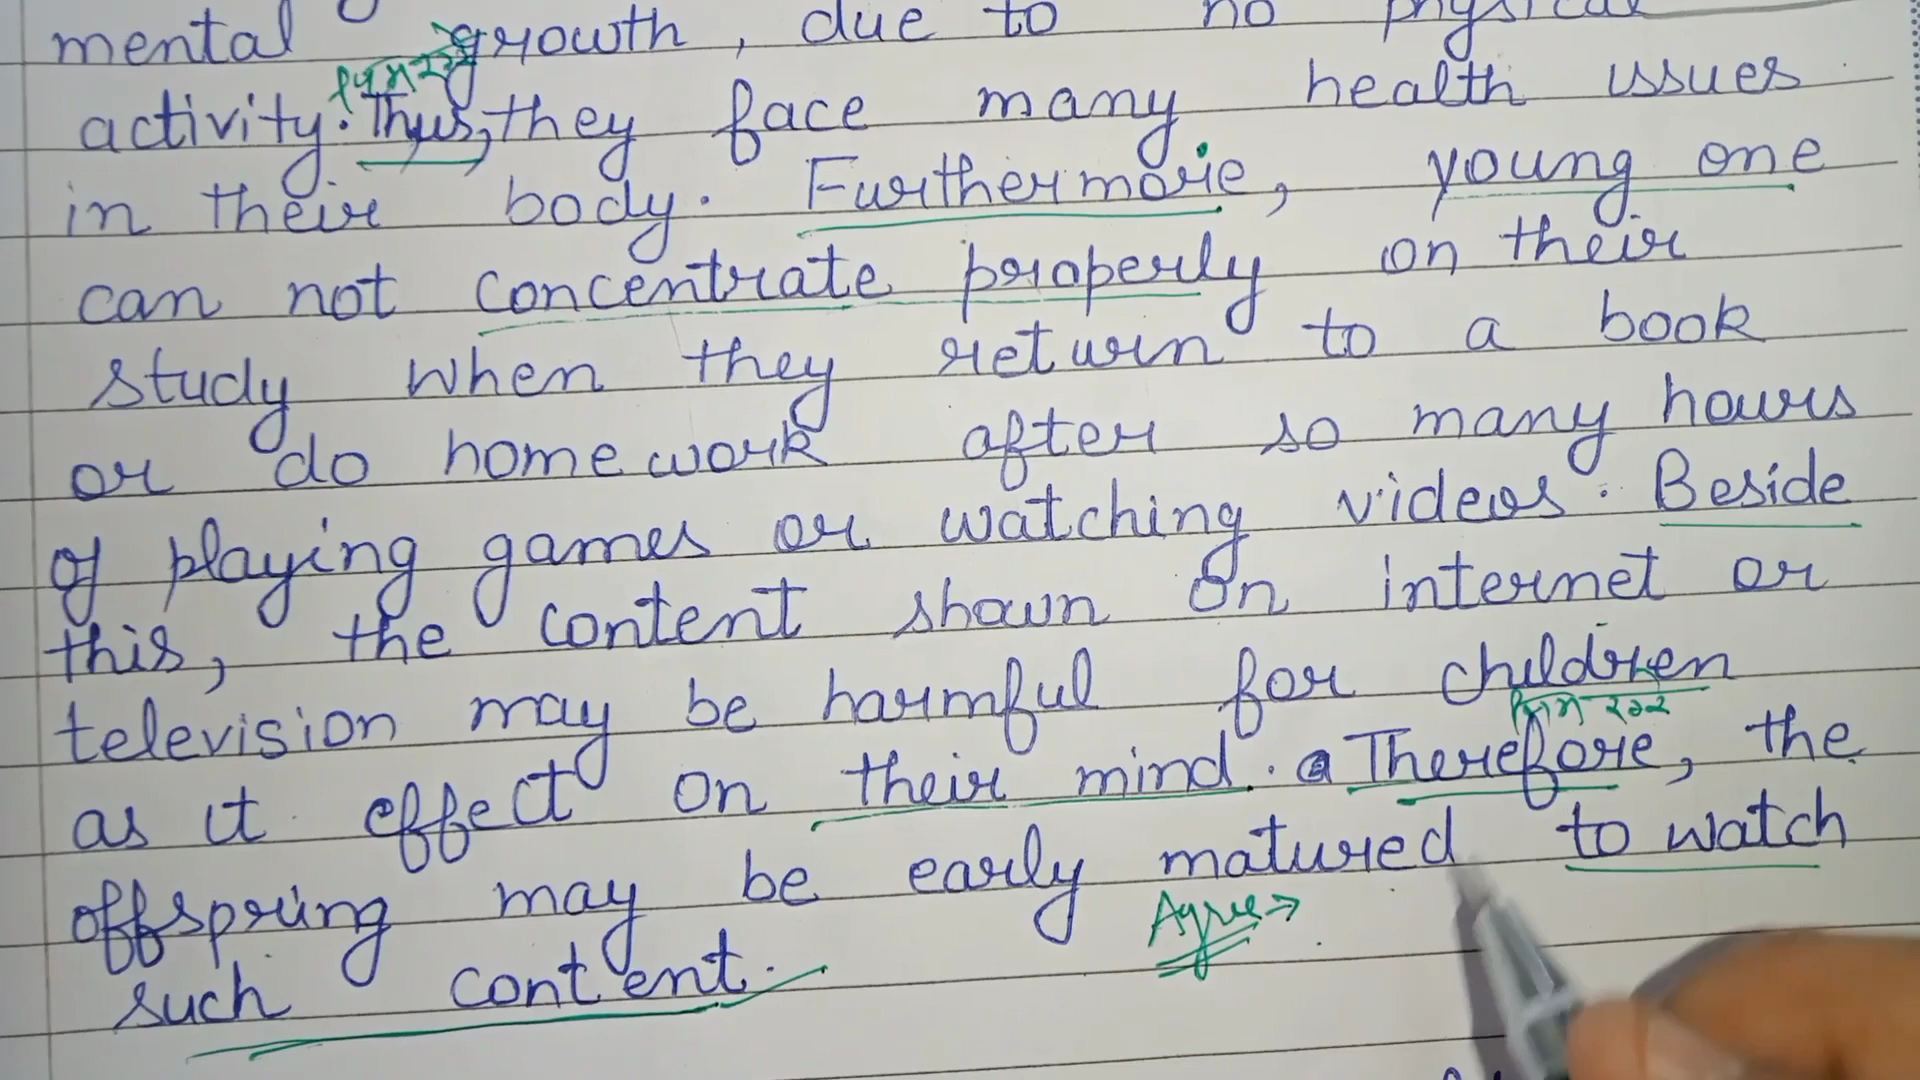 mental growth, due to no physical
इसलिए
activity. Thus, they face many health issues
in their body. Furthermore, young one
can not concentrate properly on their
study when they return to a book
or do homework after so many hours
of playing games or watching videos. Beside
this, the content shown on internet or
television may be harmful for children
as it effect on their mind. Therefore, the
offspring may be early matured to watch
Agree →
such content.